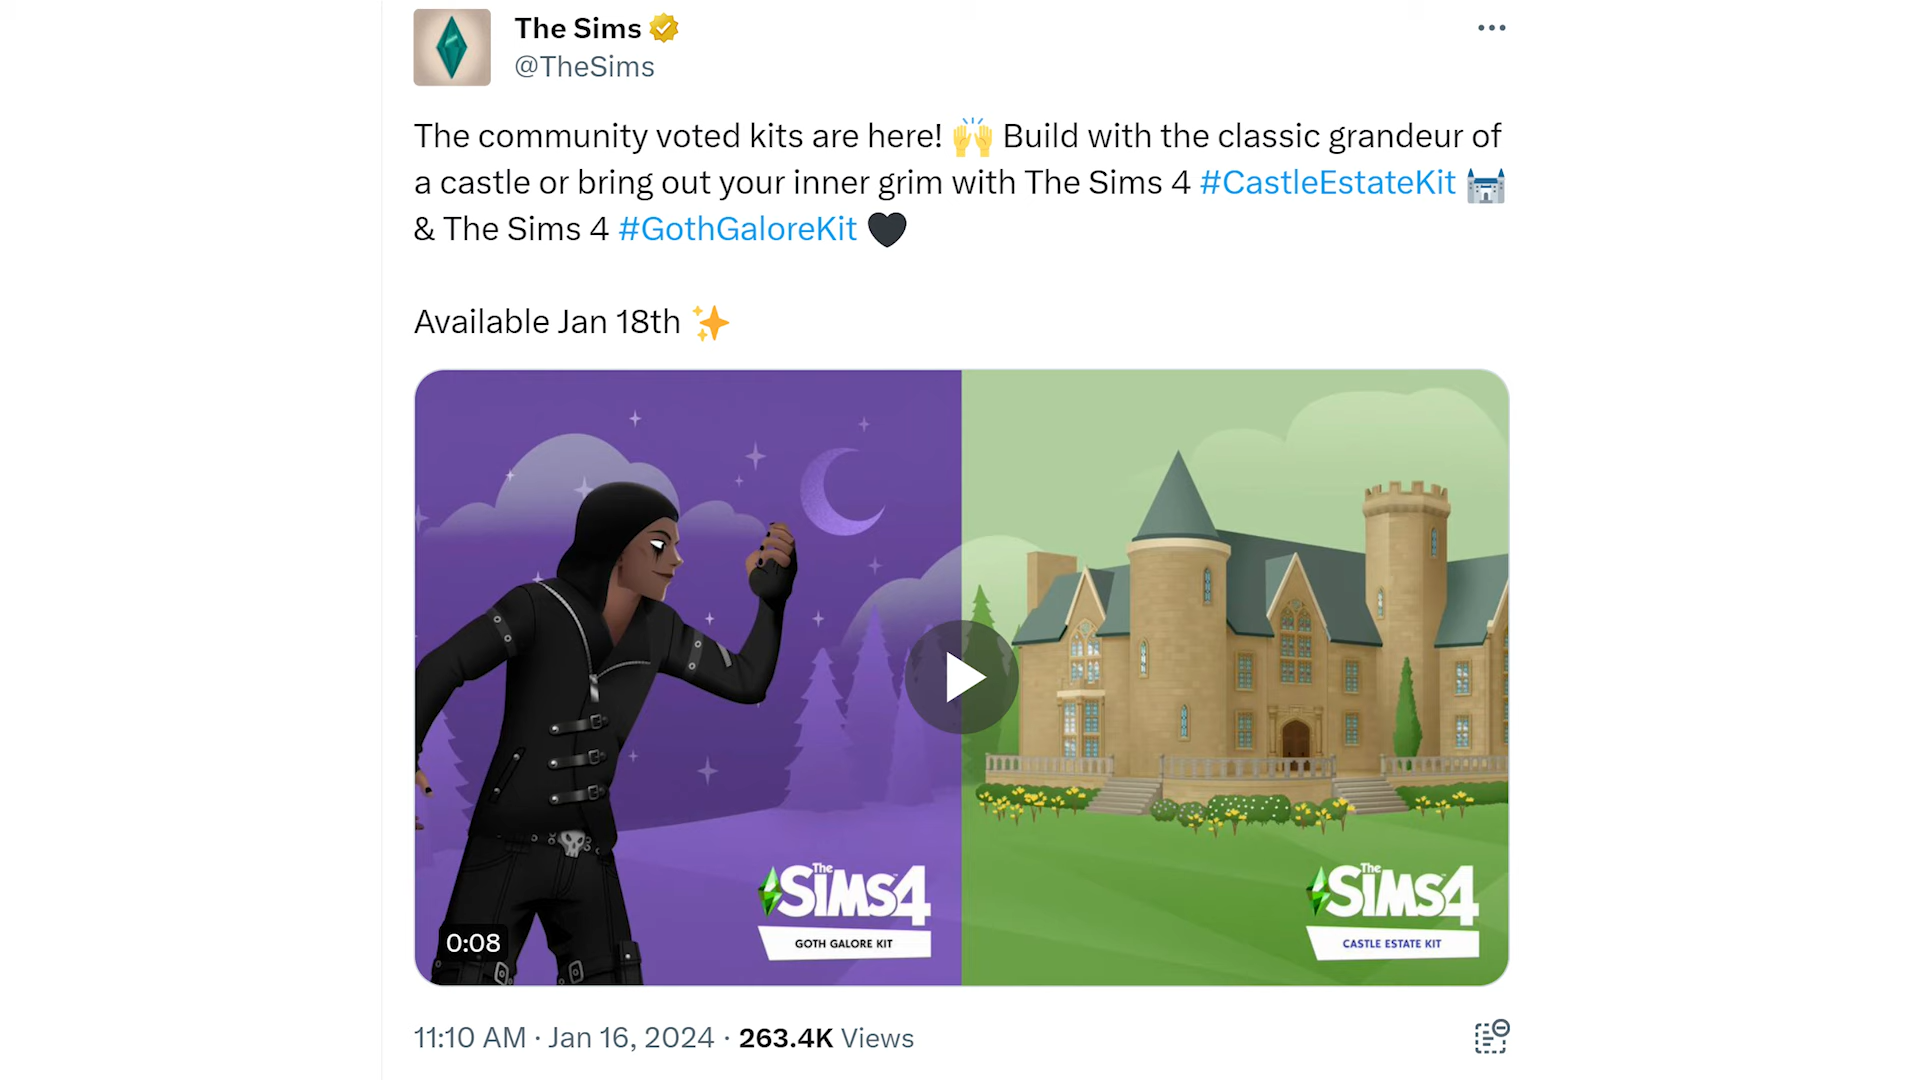 The Sims
@TheSims
The community voted kits are here! 🙌 Build with the classic grandeur of
a castle or bring out your inner grim with The Sims 4 #CastleEstateKit 🏰
& The Sims 4 #GothGaloreKit 🖤
Available Jan 18th ✨
The SIMS 4
GOTH GALORE KIT
0:08
The SIMS 4
CASTLE ESTATE KIT
11:10 AM · Jan 16, 2024 · 263.4K Views